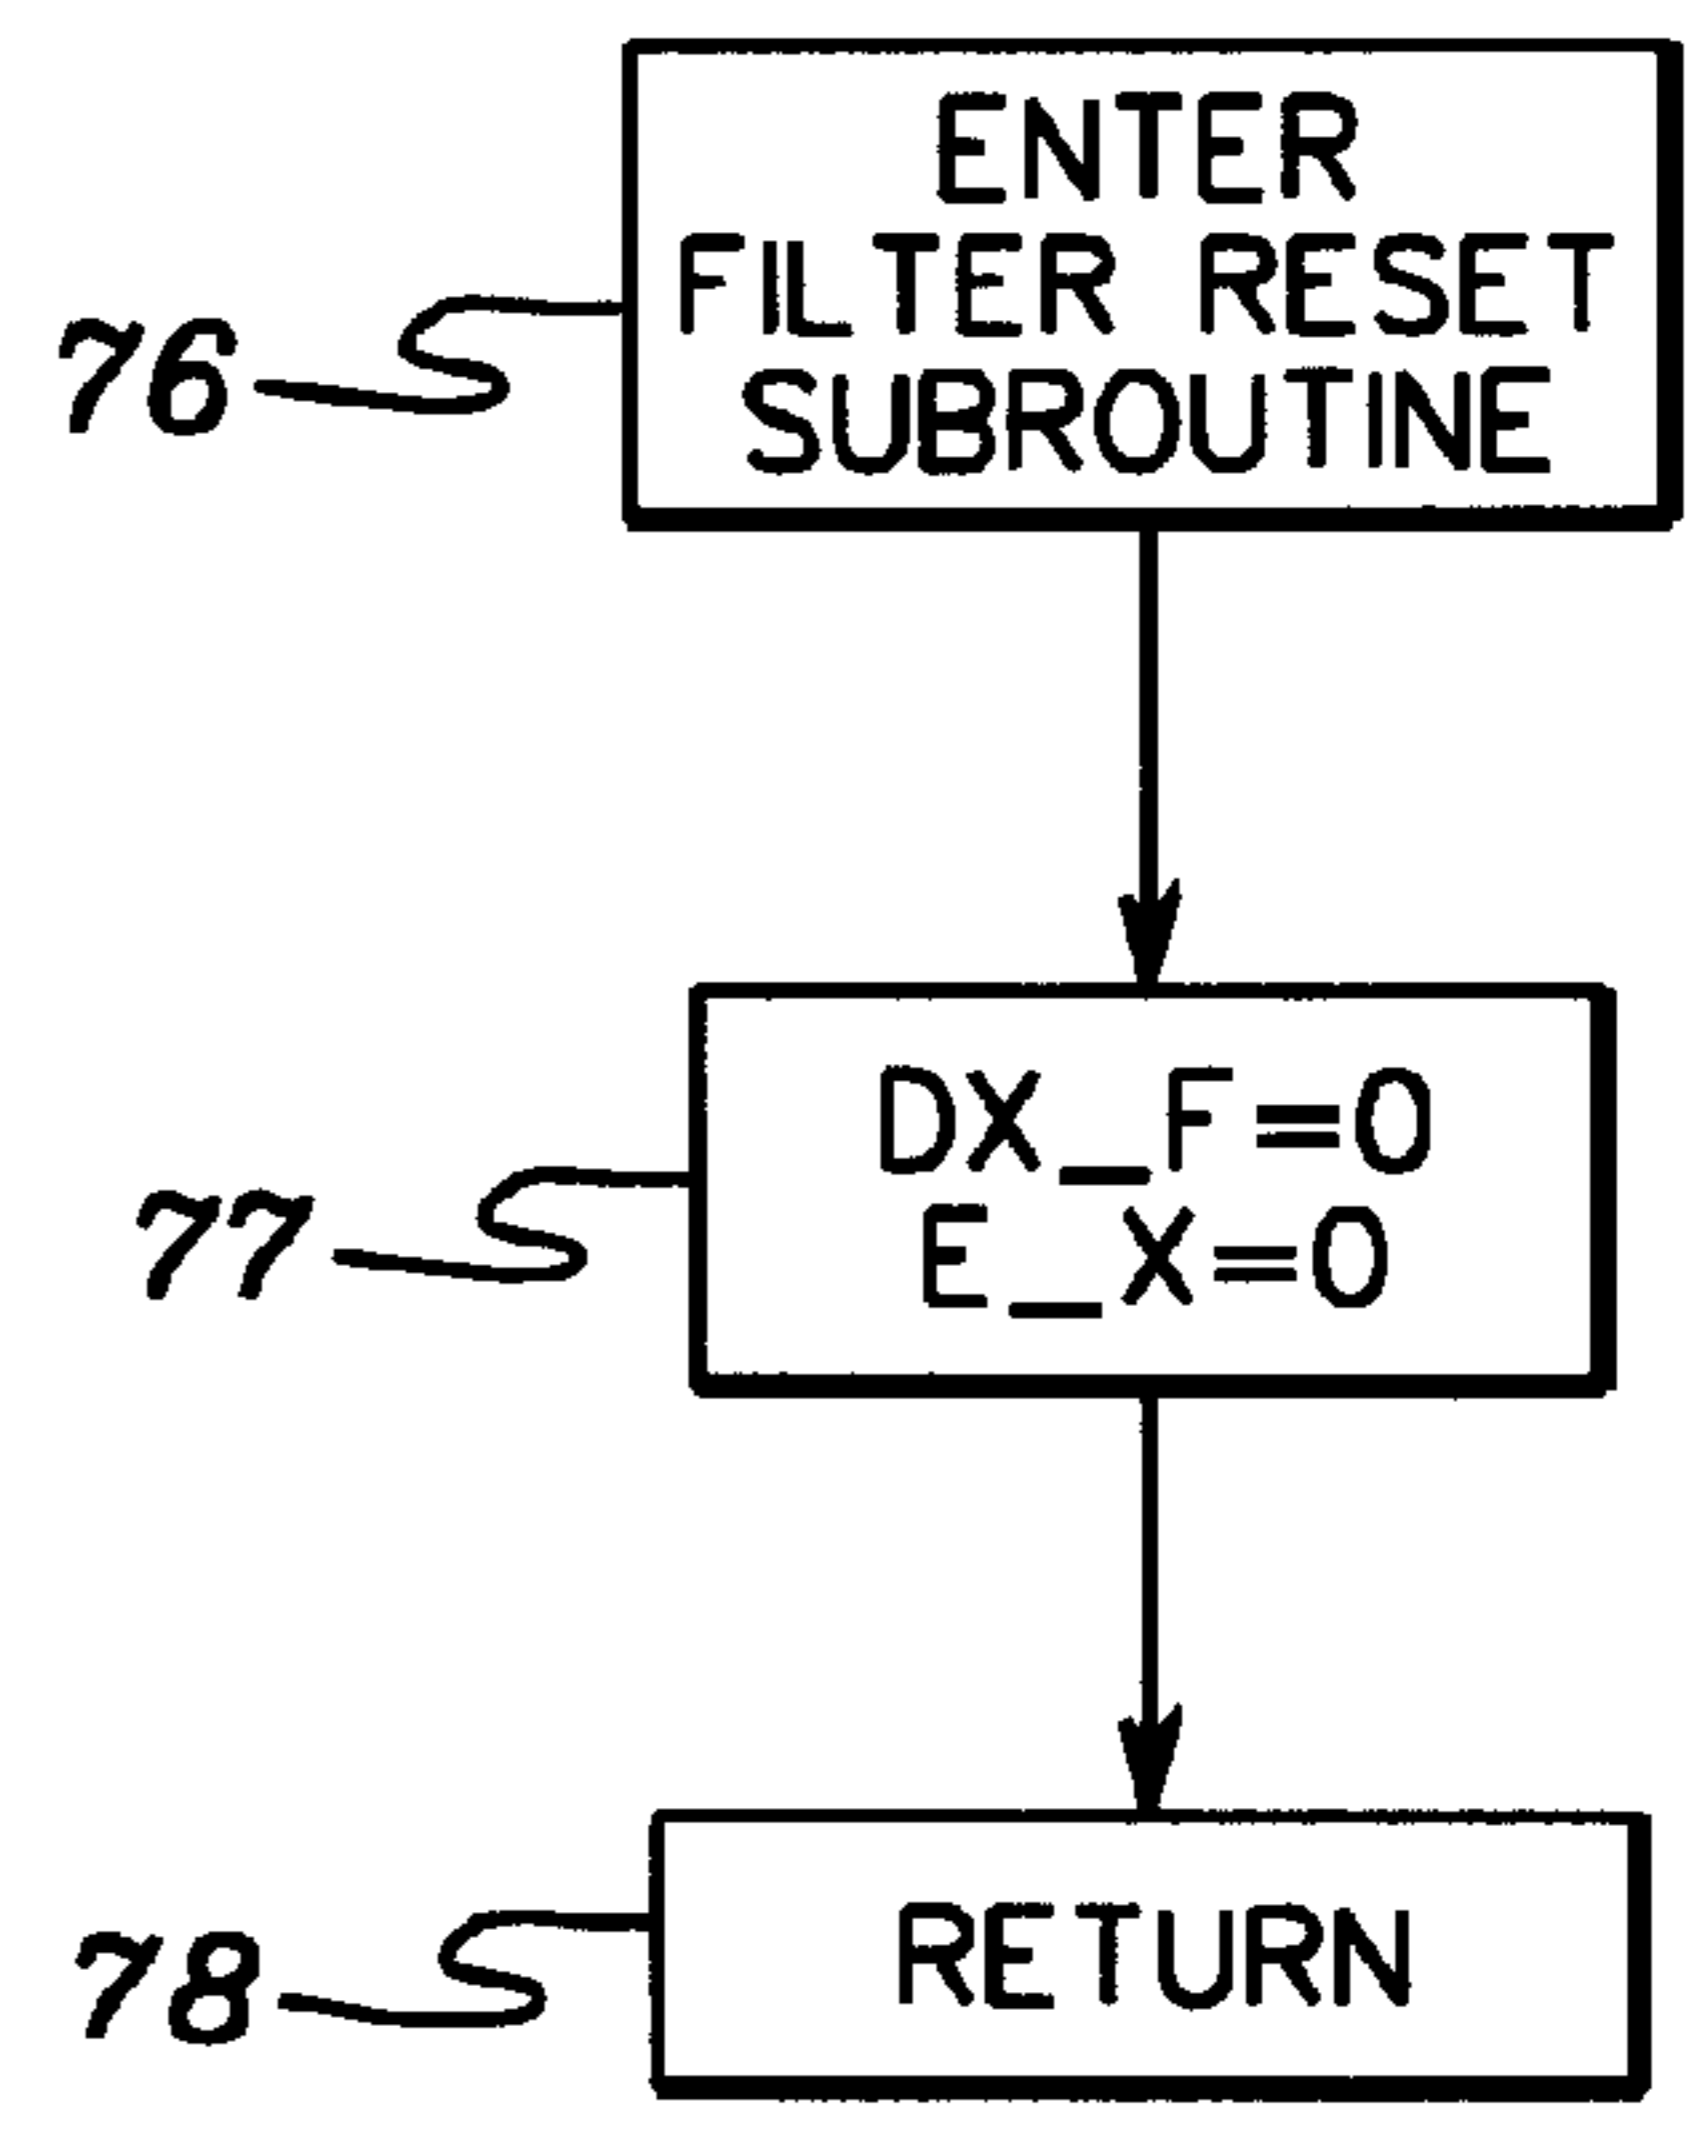 ENTER
FILTER RESET
SUBROUTINE
76
DX_F=0
E_X=0
77
RETURN
78